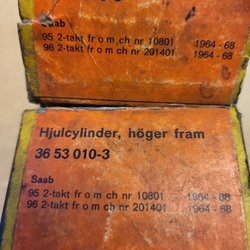 Saab
95 2-takt fr o m ch nr 10801 1964 - 68
96 2-takt fr o m ch nr 201401 1964 - 68
Hjulcylinder, höger fram
36 53 010-3
Saab
95 2-takt fr o m ch nr 10801 1964 - 68
96 2-takt fr o m ch nr 201401 1964 - 68